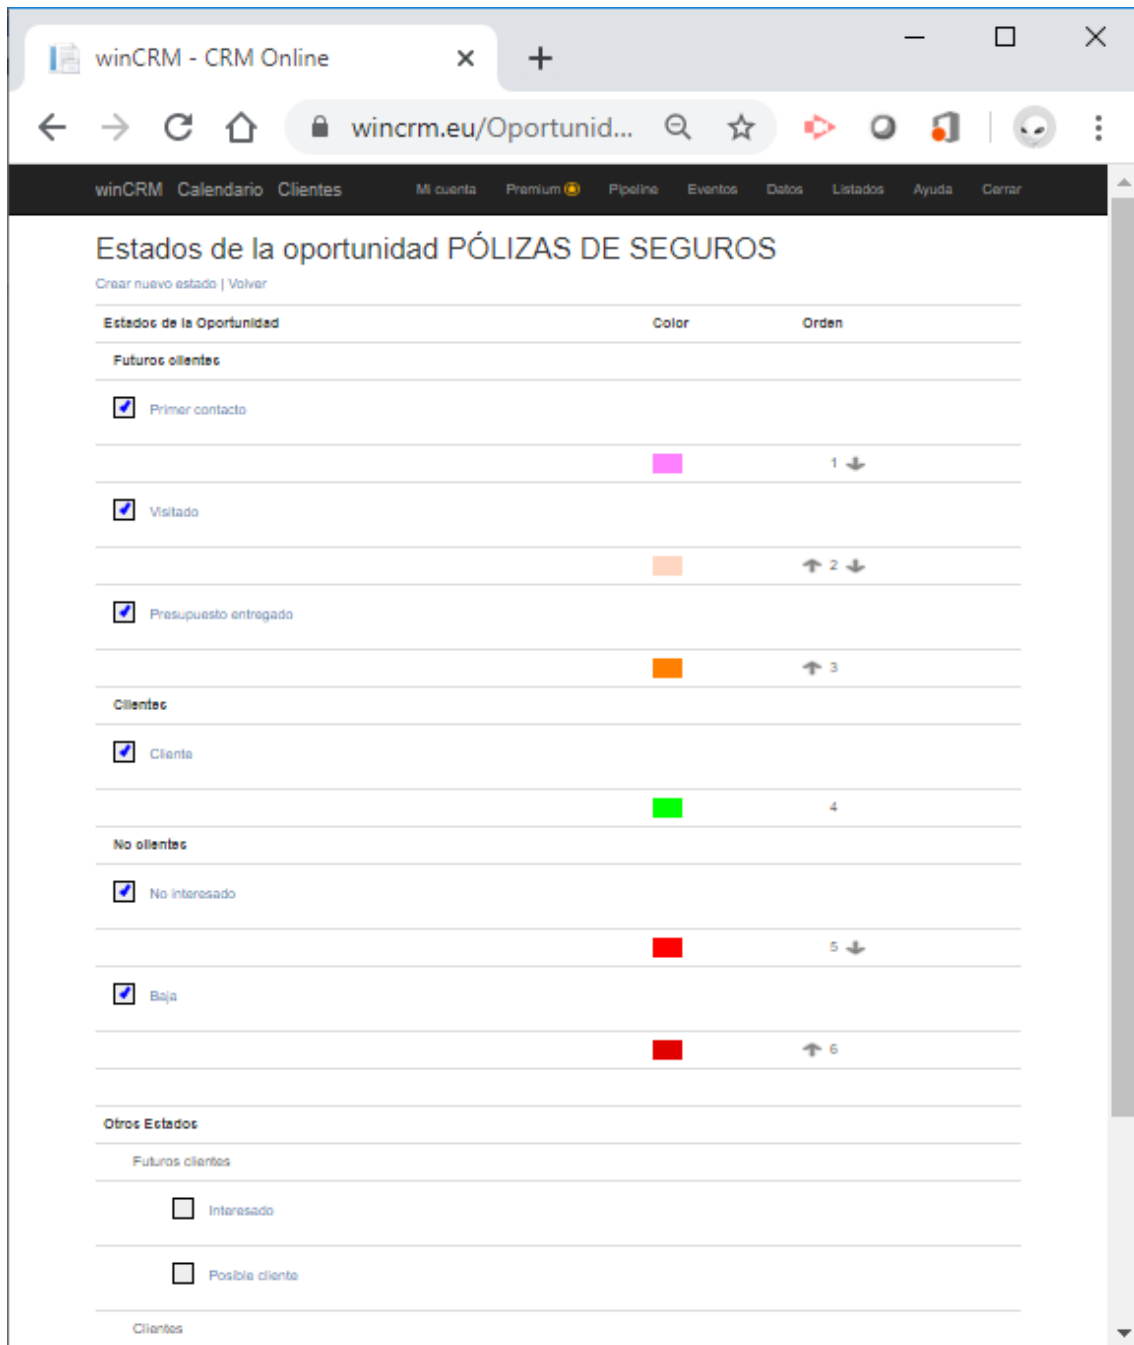 winCRM - CRM Online
wincrm.eu/Oportunid...
winCRM Calendario Clientes Mi cuenta Premium Pipeline Eventos Datos Listados Ayuda Cerrar
Estados de la oportunidad PÓLIZAS DE SEGUROS
Crear nuevo estado | Volver
Estados de la Oportunidad Color Orden
Futuros clientes
Primer contacto
1
Visitado
2
Presupuesto entregado
3
Clientes
Cliente
4
No clientes
No interesado
5
Baja
6
Otros Estados
Futuros clientes
Interesado
Posible cliente
Clientes